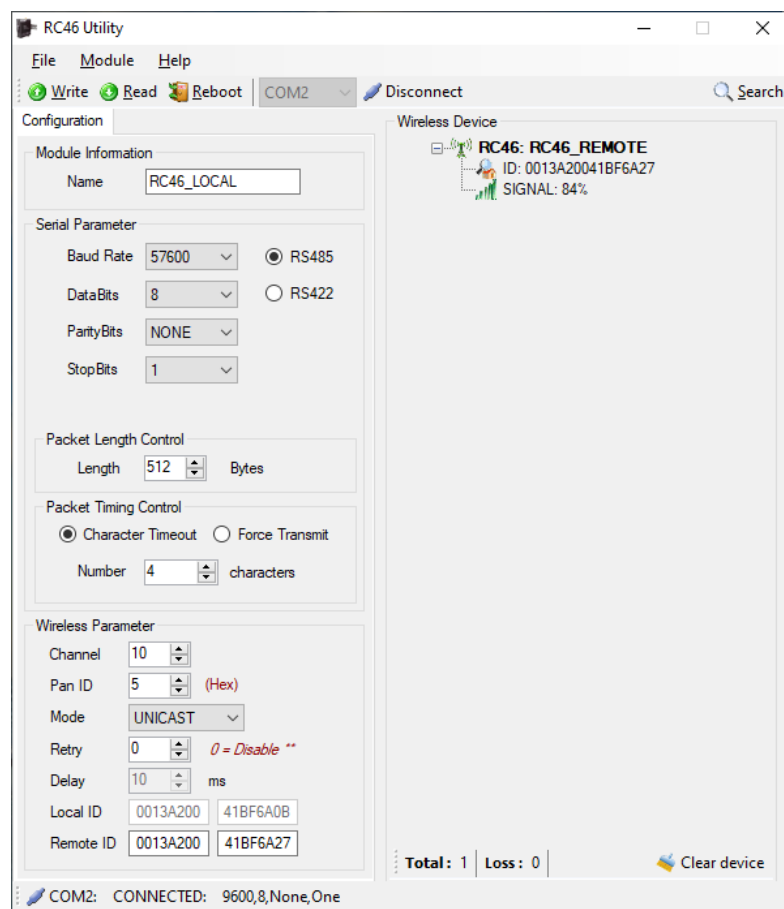 RC46 Utility
File Module Help
Write Read Reboot COM2 Disconnect Search
Configuration
Module Information
Name RC46_LOCAL
Serial Parameter
Baud Rate 57600 RS485
DataBits 8 RS422
ParityBits NONE
StopBits 1
Packet Length Control
Length 512 Bytes
Packet Timing Control
Character Timeout Force Transmit
Number 4 characters
Wireless Parameter
Channel 10
Pan ID 5 (Hex)
Mode UNICAST
Retry 0 0 = Disable **
Delay 10 ms
Local ID 0013A200 41BF6A0B
Remote ID 0013A200 41BF6A27
Wireless Device
RC46: RC46_REMOTE
ID: 0013A20041BF6A27
SIGNAL: 84%
Total: 1 Loss: 0 Clear device
COM2: CONNECTED: 9600,8,None,One